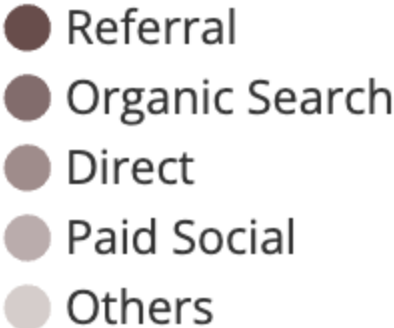 Referral
Organic Search
Direct
Paid Social
Others